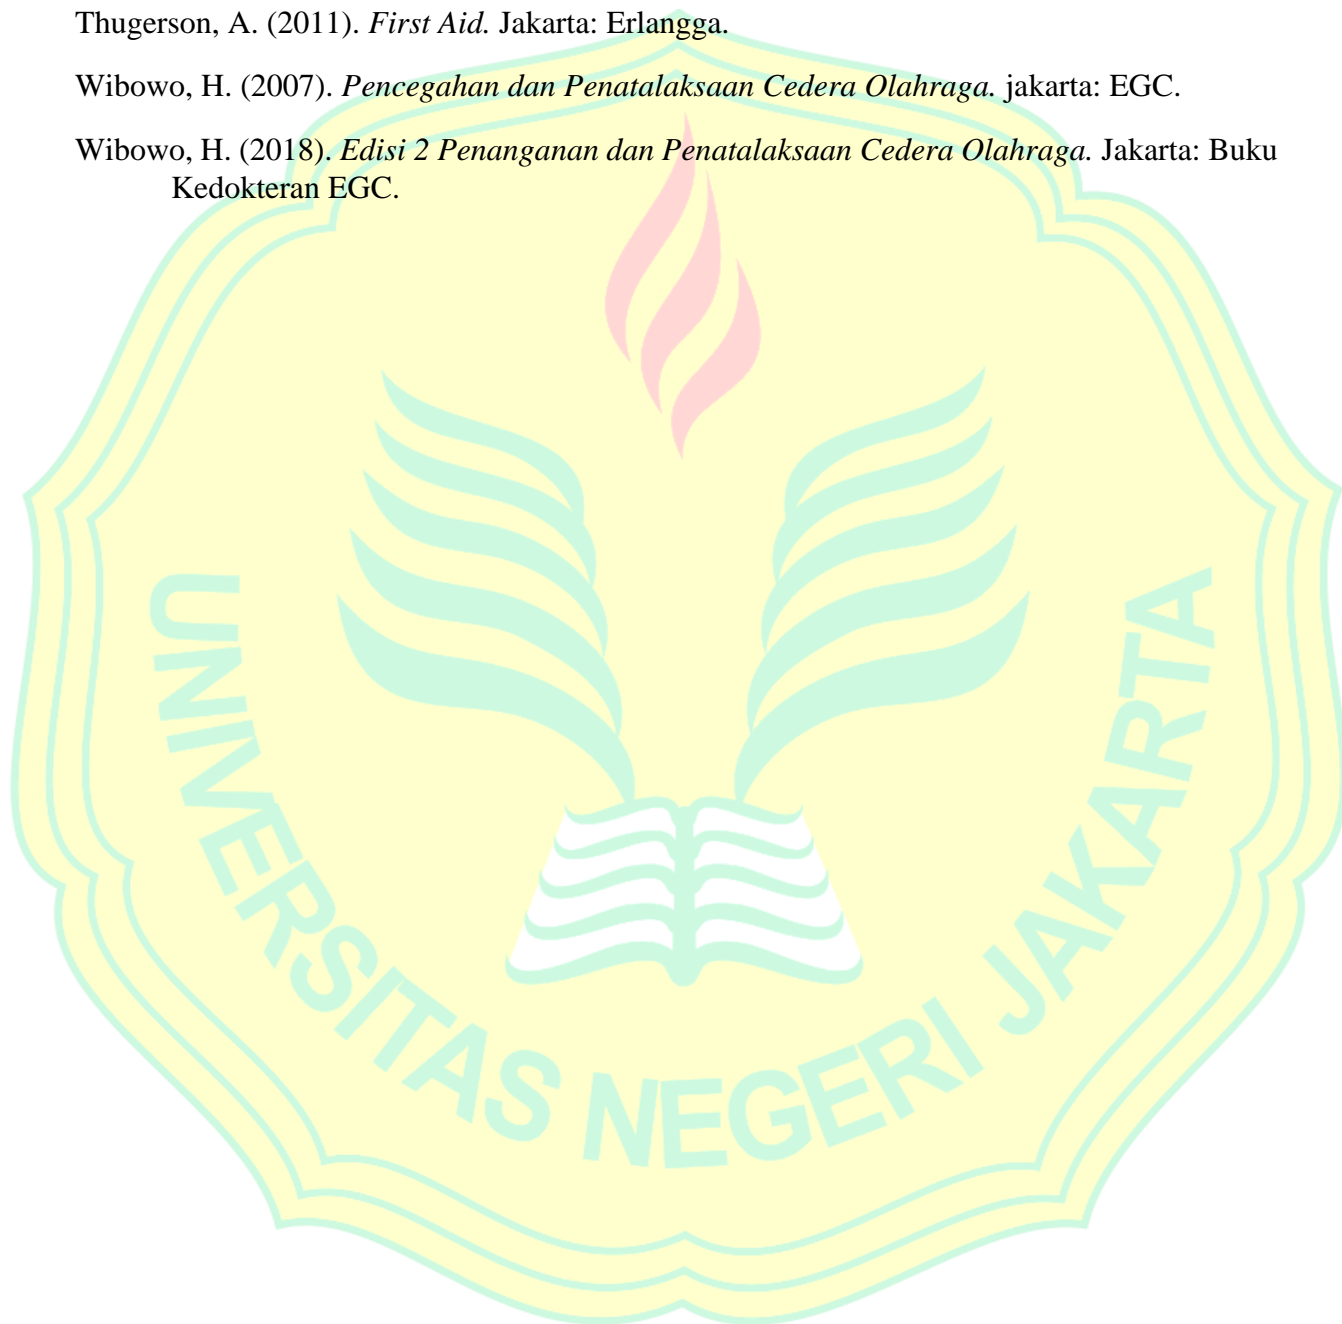 Thugerson, A. (2011). First Aid. Jakarta: Erlangga.
Wibowo, H. (2007). Pencegahan dan Penatalaksaan Cedera Olahraga. jakarta: EGC.
Wibowo, H. (2018). Edisi 2 Penanganan dan Penatalaksaan Cedera Olahraga. Jakarta: Buku
Kedokteran EGC.
UNIVERSITAS NEGERI JAKARTA